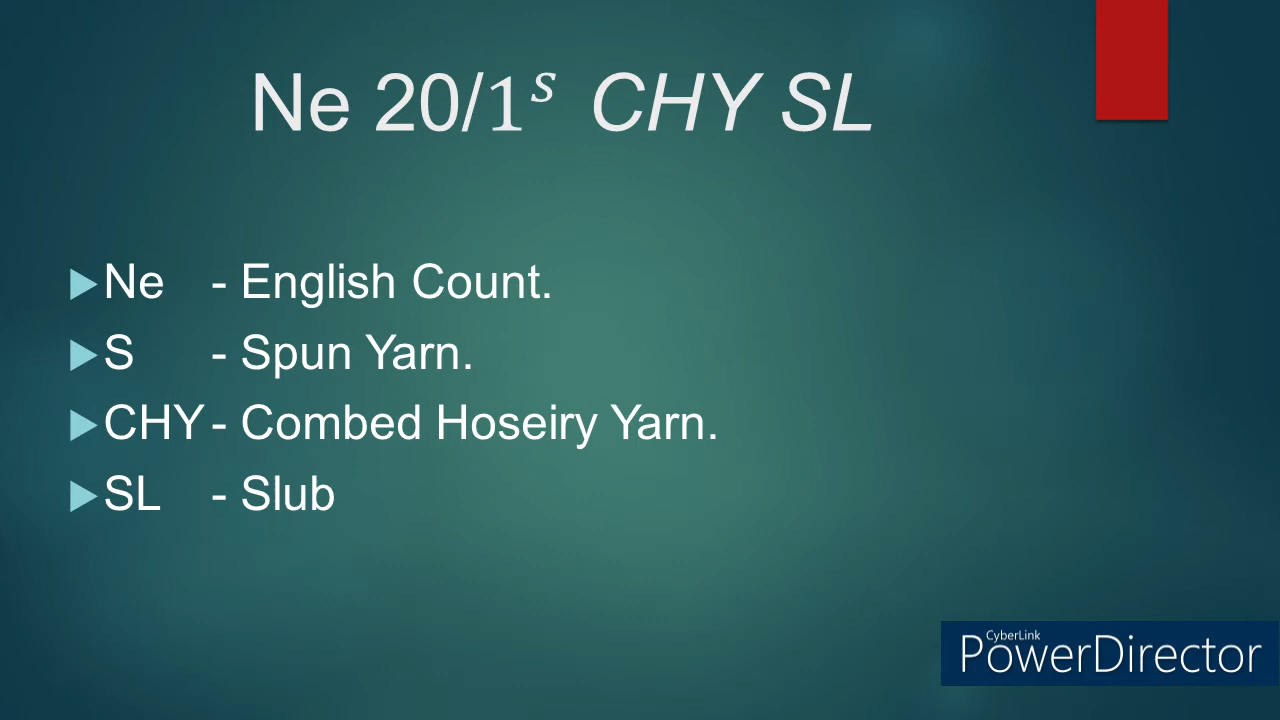 Ne 20/1ˢ CHY SL
Ne - English Count.
S - Spun Yarn.
CHY - Combed Hoseiry Yarn.
SL - Slub
CyberLink
PowerDirector